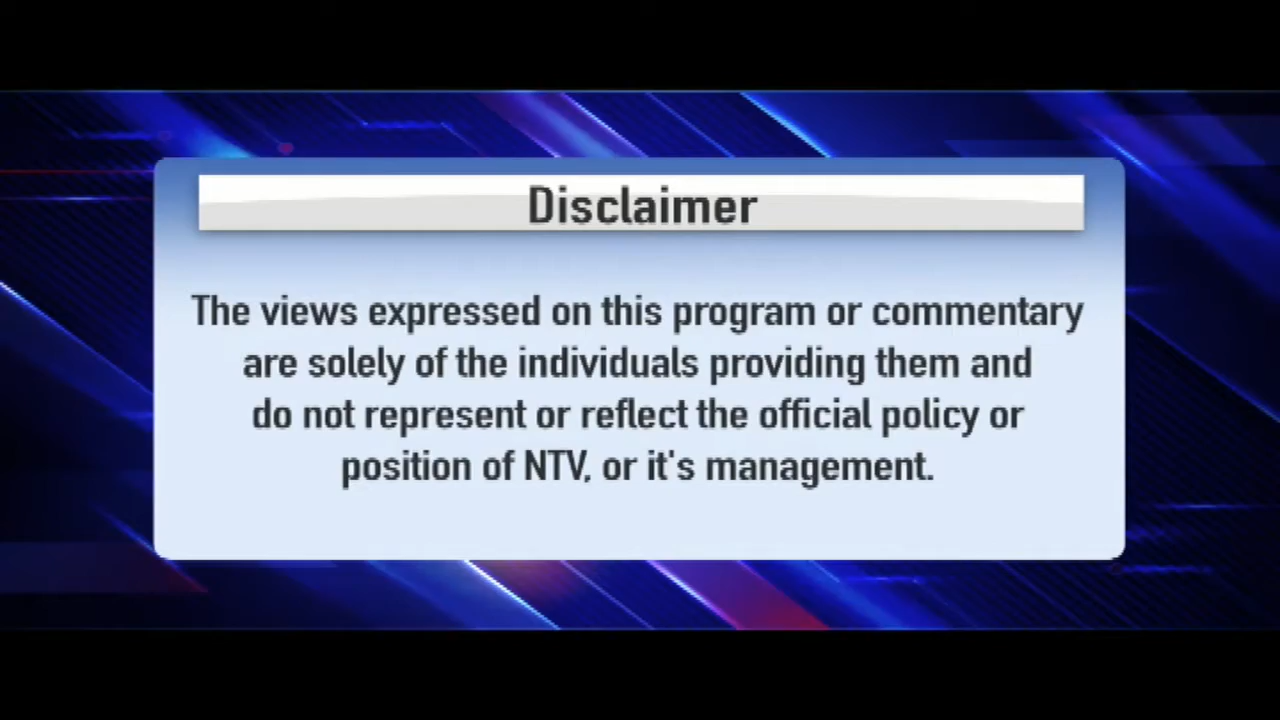 Disclaimer
The views expressed on this program or commentary
are solely of the individuals providing them and
do not represent or reflect the official policy or
position of NTV, or it's management.